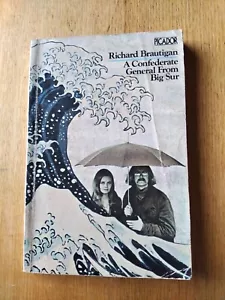 PICADOR
Richard Brautigan
A Confederate
General From
Big Sur